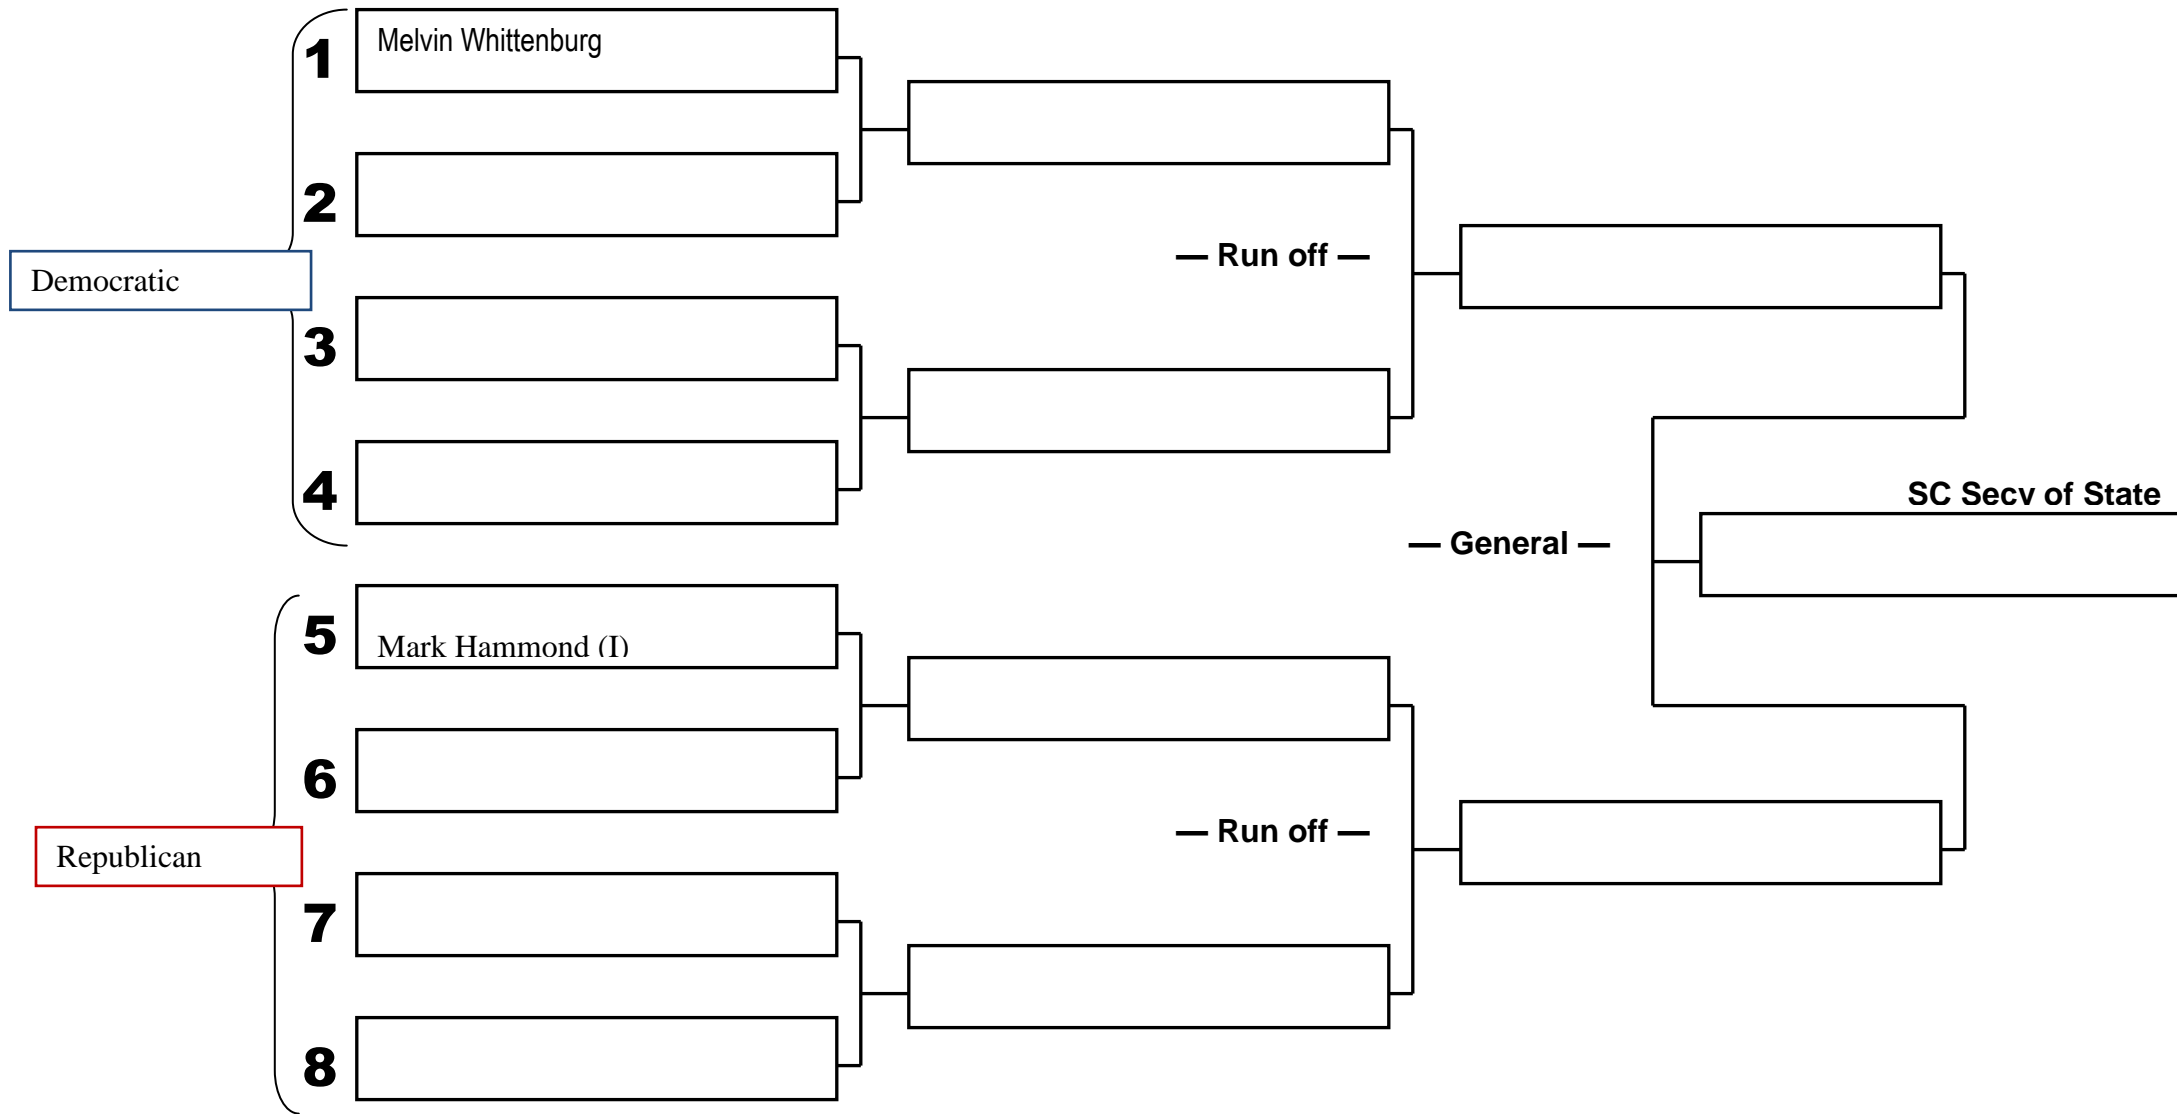 1
Melvin Whittenburg
2
— Run off —
Democratic
3
4
SC Secy of State
— General —
5
Mark Hammond (I)
6
— Run off —
Republican
7
8